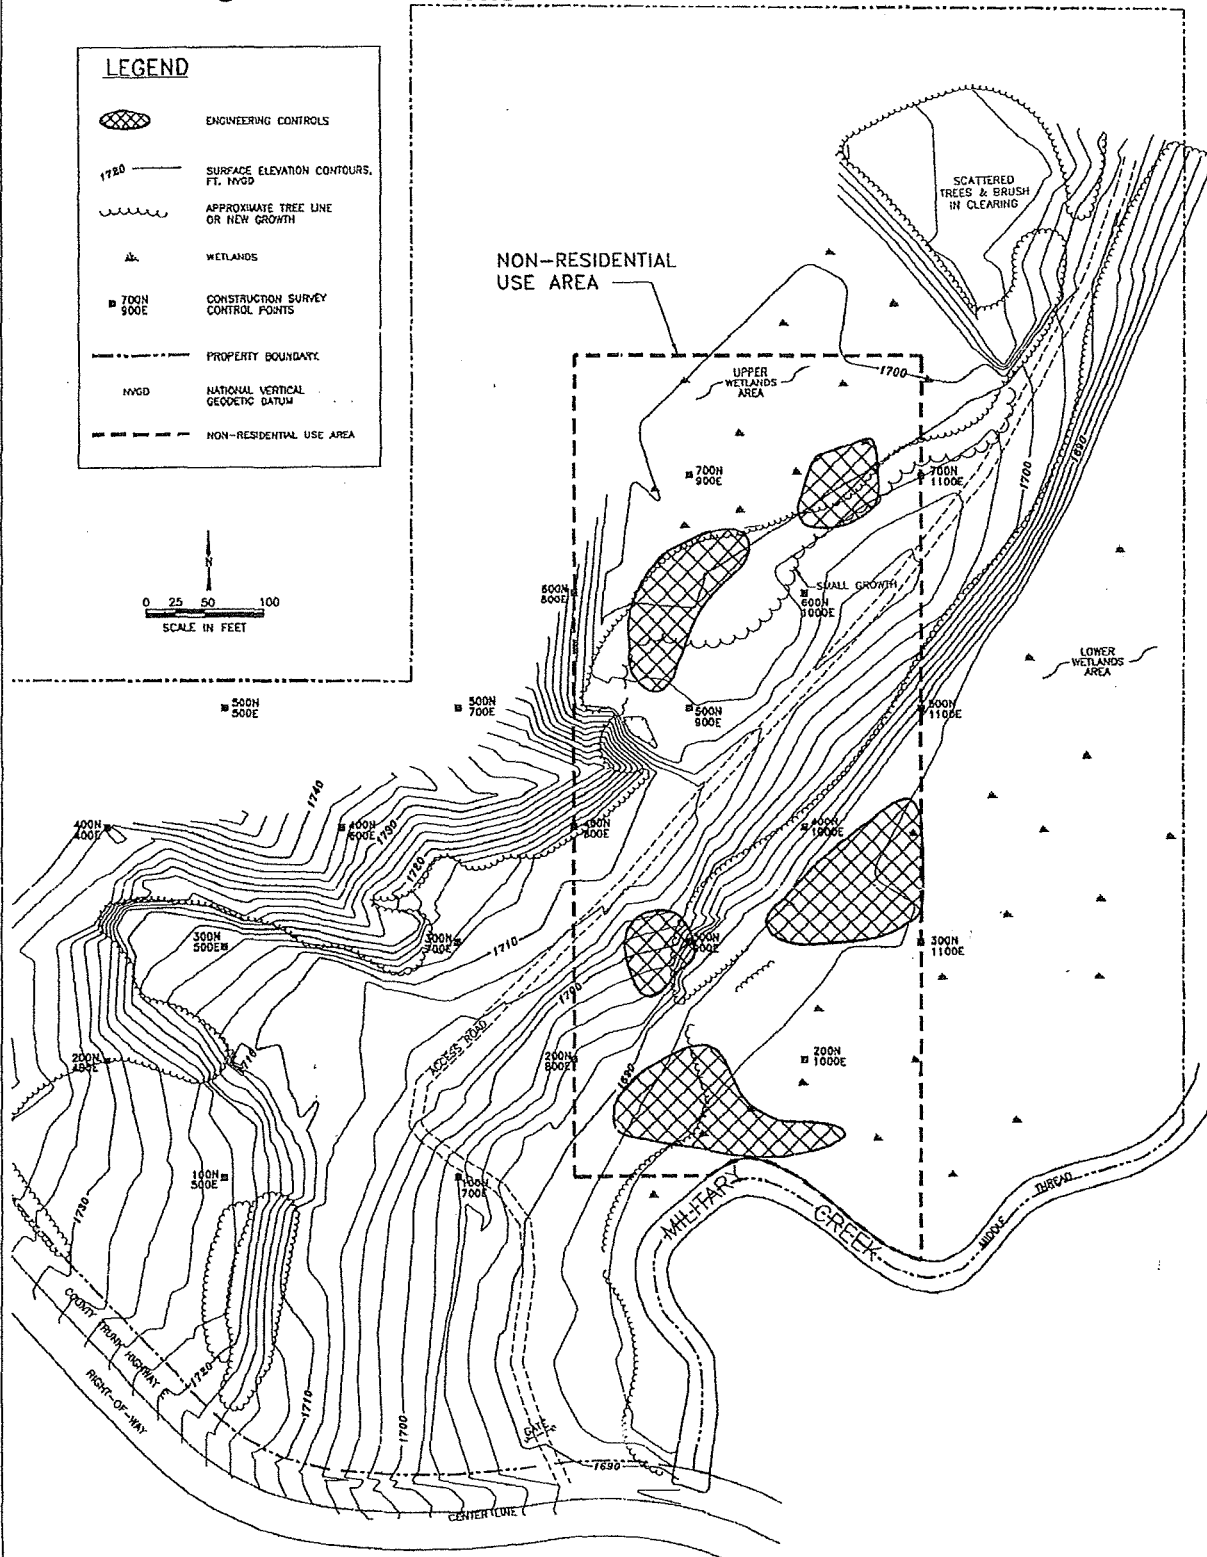 LEGEND
ENGINEERING CONTROLS
1720
SURFACE ELEVATION CONTOURS,
FT. NVGD
APPROXIMATE TREE LINE
OR NEW GROWTH
WETLANDS
700N
900E
CONSTRUCTION SURVEY
CONTROL POINTS
PROPERTY BOUNDARY
NVGD
NATIONAL VERTICAL
GEODETIC DATUM
NON-RESIDENTIAL USE AREA
N
0 25 50 100
SCALE IN FEET
SCATTERED
TREES & BRUSH
IN CLEARING
NON-RESIDENTIAL
USE AREA
UPPER
WETLANDS
AREA
1700
1690
1700
700N
900E
700N
1100E
600N
800E
SMALL GROWTH
600N
1000E
LOWER
WETLANDS
AREA
500N
500E
500N
700E
500N
900E
500N
1100E
1740
400N
400E
400N
600E
1730
1720
400N
800E
400N
1000E
300N
500E
300N
700E
1710
300N
1100E
1700
ACCESS ROAD
200N
400E
1710
200N
800E
1690
200N
1000E
100N
500E
100N
700E
1730
MILITARY
CREEK
MIDDLE
THREAD
COUNTY TRUNK HIGHWAY E
RIGHT-OF-WAY
1720
1710
1700
GATE
1690
CENTER LINE